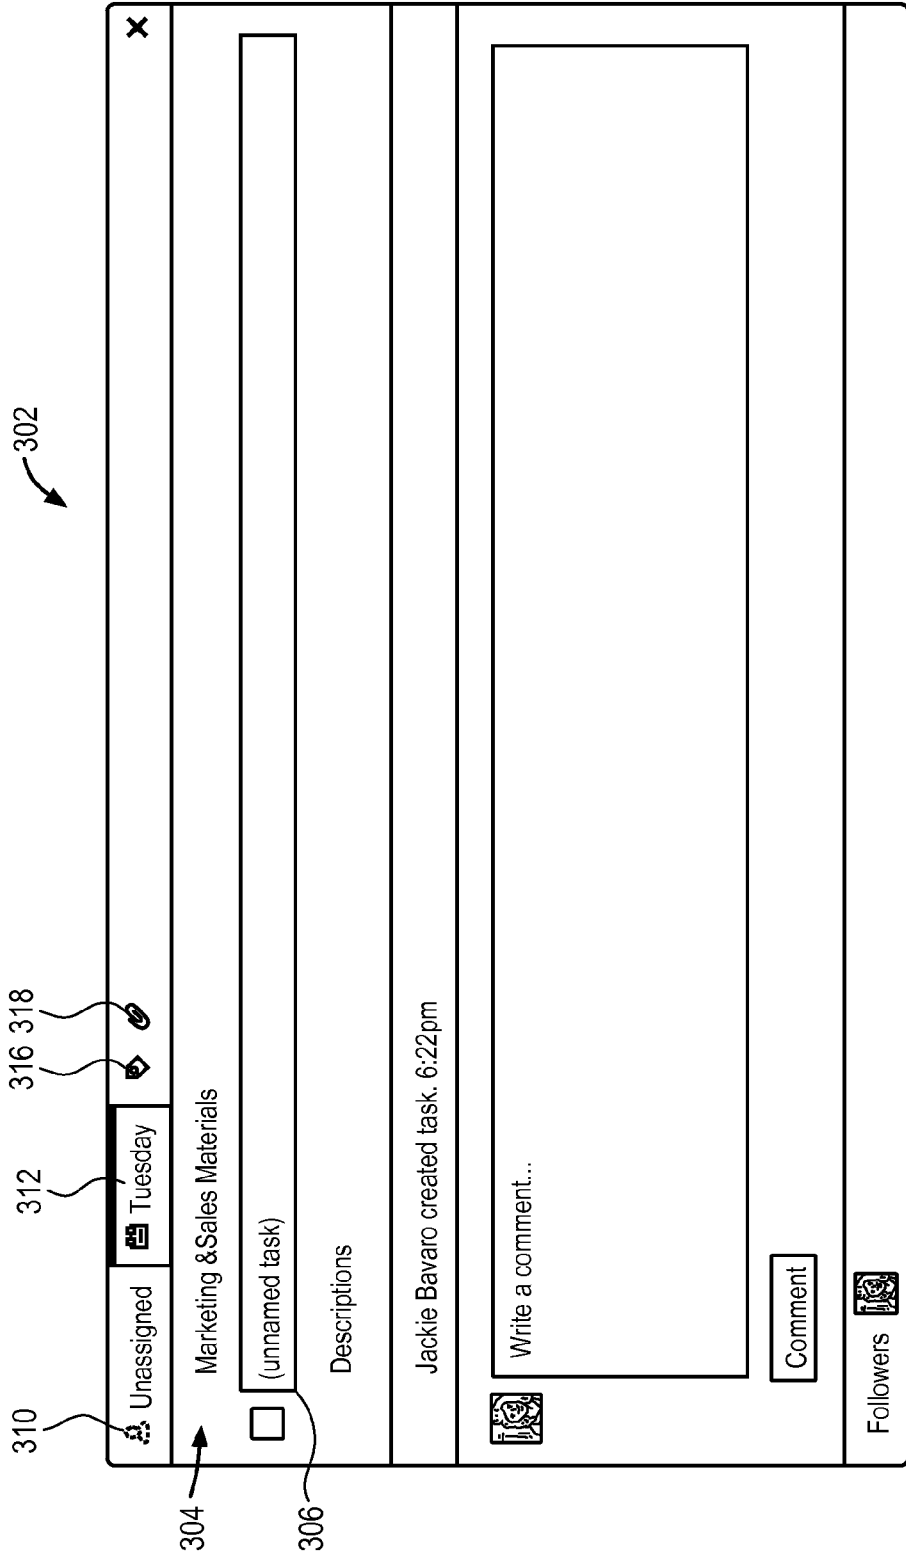 302
310
312
316
318
Unassigned
Tuesday
304
Marketing &Sales Materials
(unnamed task)
306
Descriptions
Jackie Bavaro created task. 6:22pm
Write a comment...
Comment
Followers